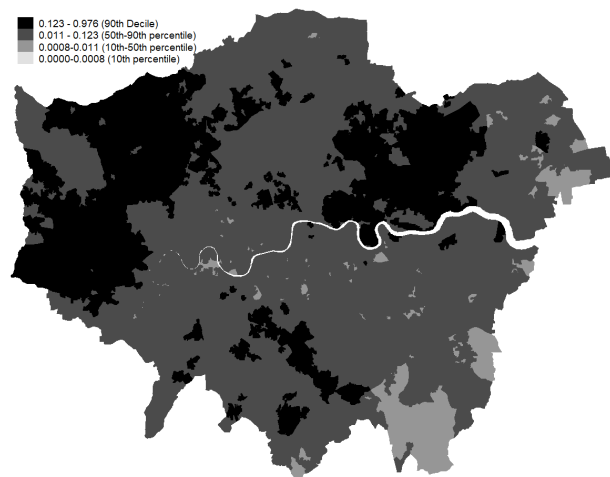 0.123 - 0.976 (90th Decile)
0.011 - 0.123 (50th-90th percentile)
0.0008-0.011 (10th-50th percentile)
0.0000-0.0008 (10th percentile)